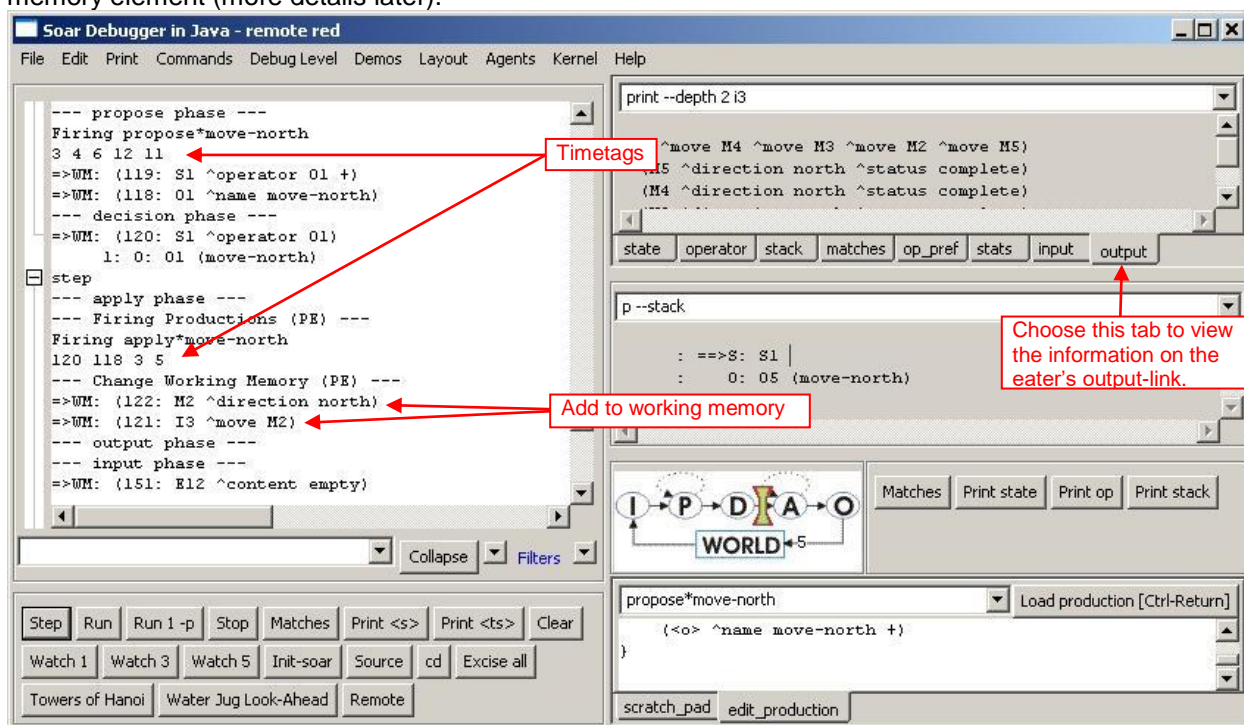 memory element (more details later).
Soar Debugger in Java - remote red
File Edit Print Commands Debug Level Demos Layout Agents Kernel Help
--- propose phase ---
Firing propose*move-north
3 4 6 12 11
=>WM: (119: S1 ^operator O1 +)
=>WM: (118: O1 ^name move-north)
--- decision phase ---
=>WM: (120: S1 ^operator O1)
1: O: O1 (move-north)
step
--- apply phase ---
--- Firing Productions (PE) ---
Firing apply*move-north
120 118 3 5
--- Change Working Memory (PE) ---
=>WM: (122: M2 ^direction north)
=>WM: (121: I3 ^move M2)
--- output phase ---
--- input phase ---
=>WM: (151: E12 ^content empty)
Timetags
Add to working memory
Collapse Filters
Step Run Run 1 -p Stop Matches Print <s> Print <ts> Clear
Watch 1 Watch 3 Watch 5 Init-soar Source cd Excise all
Towers of Hanoi Water Jug Look-Ahead Remote
print --depth 2 i3
^move M4 ^move M3 ^move M2 ^move M5)
^direction north ^status complete)
(M4 ^direction north ^status complete)
state operator stack matches op_pref stats input output
p --stack
: ==>S: S1
: O: O5 (move-north)
Choose this tab to view
the information on the
eater's output-link.
I P D A O
WORLD 5
Matches Print state Print op Print stack
propose*move-north Load production [Ctrl-Return]
(<o> ^name move-north +)
}
scratch_pad edit_production